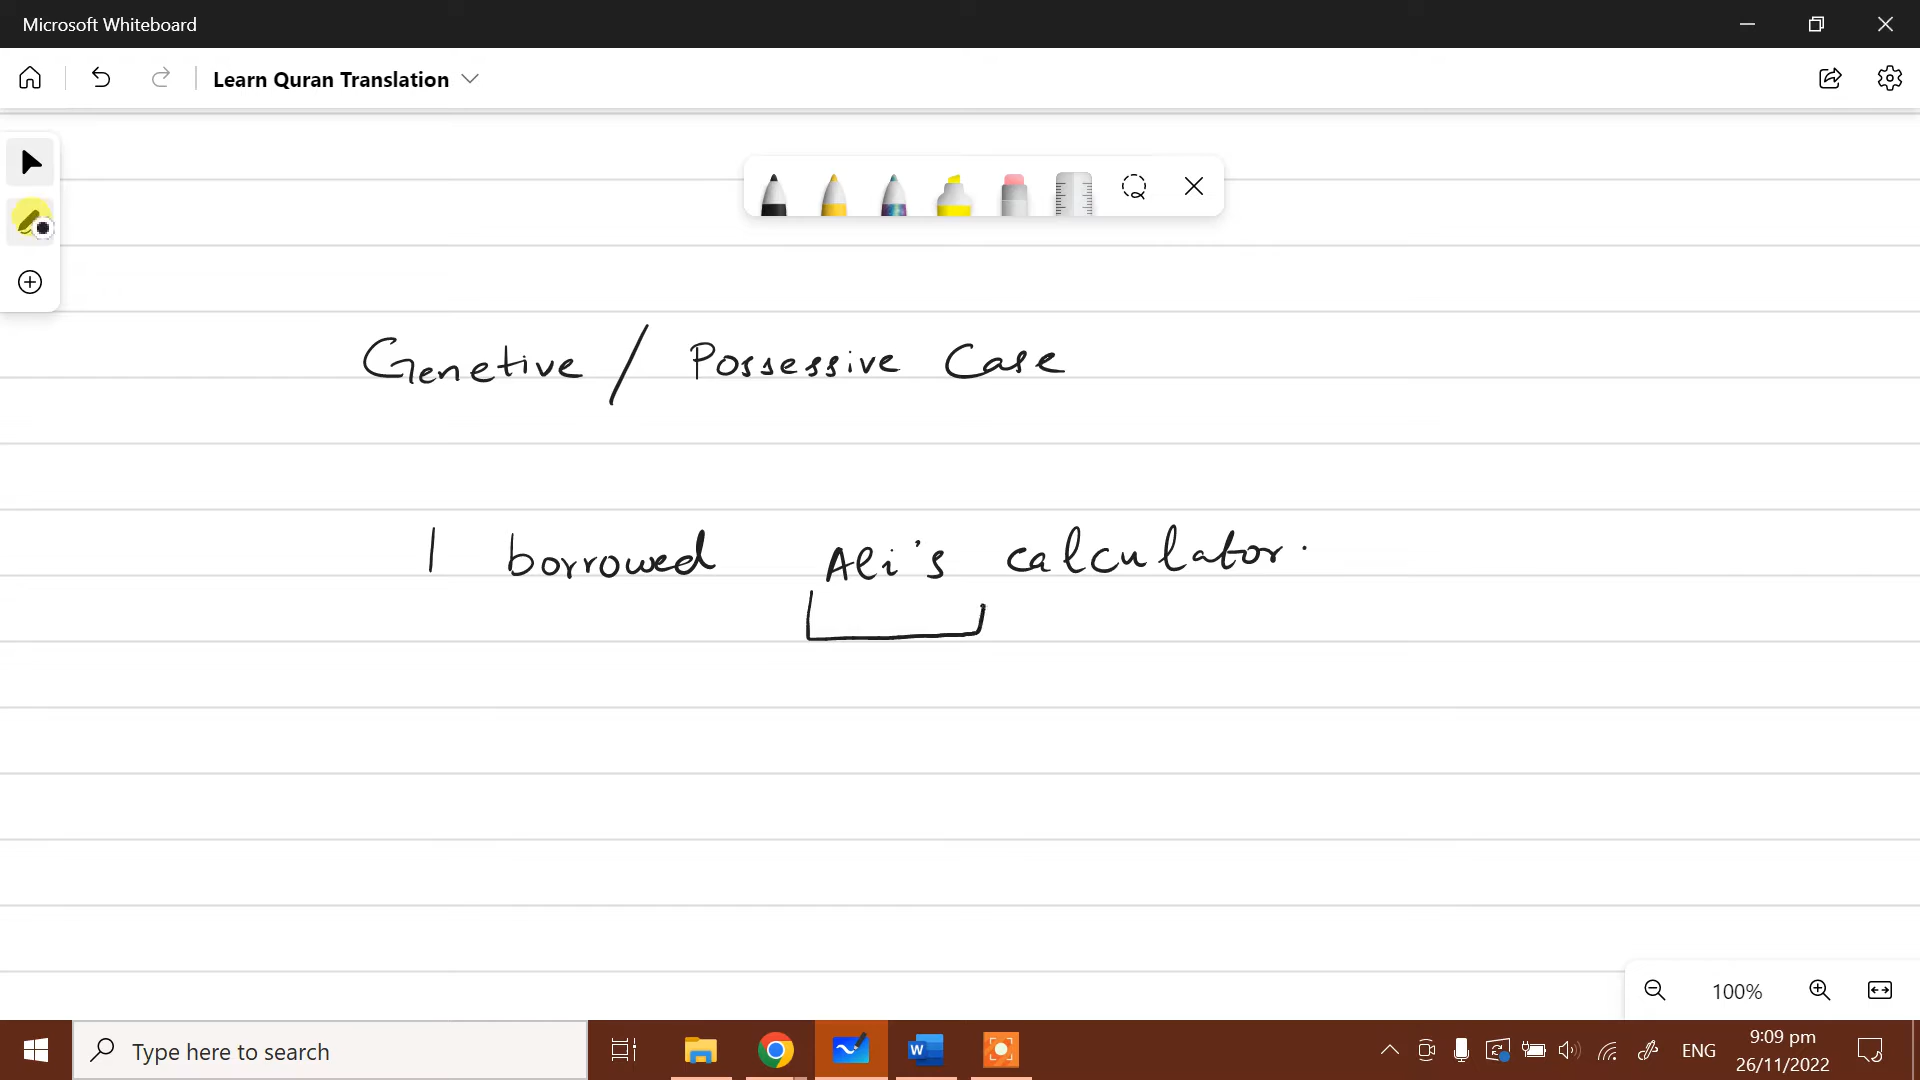 Microsoft Whiteboard
Learn Quran Translation
Genetive / Possessive Case
I borrowed Ali's calculator.
100%
Type here to search
W
ENG
9:09 pm
26/11/2022